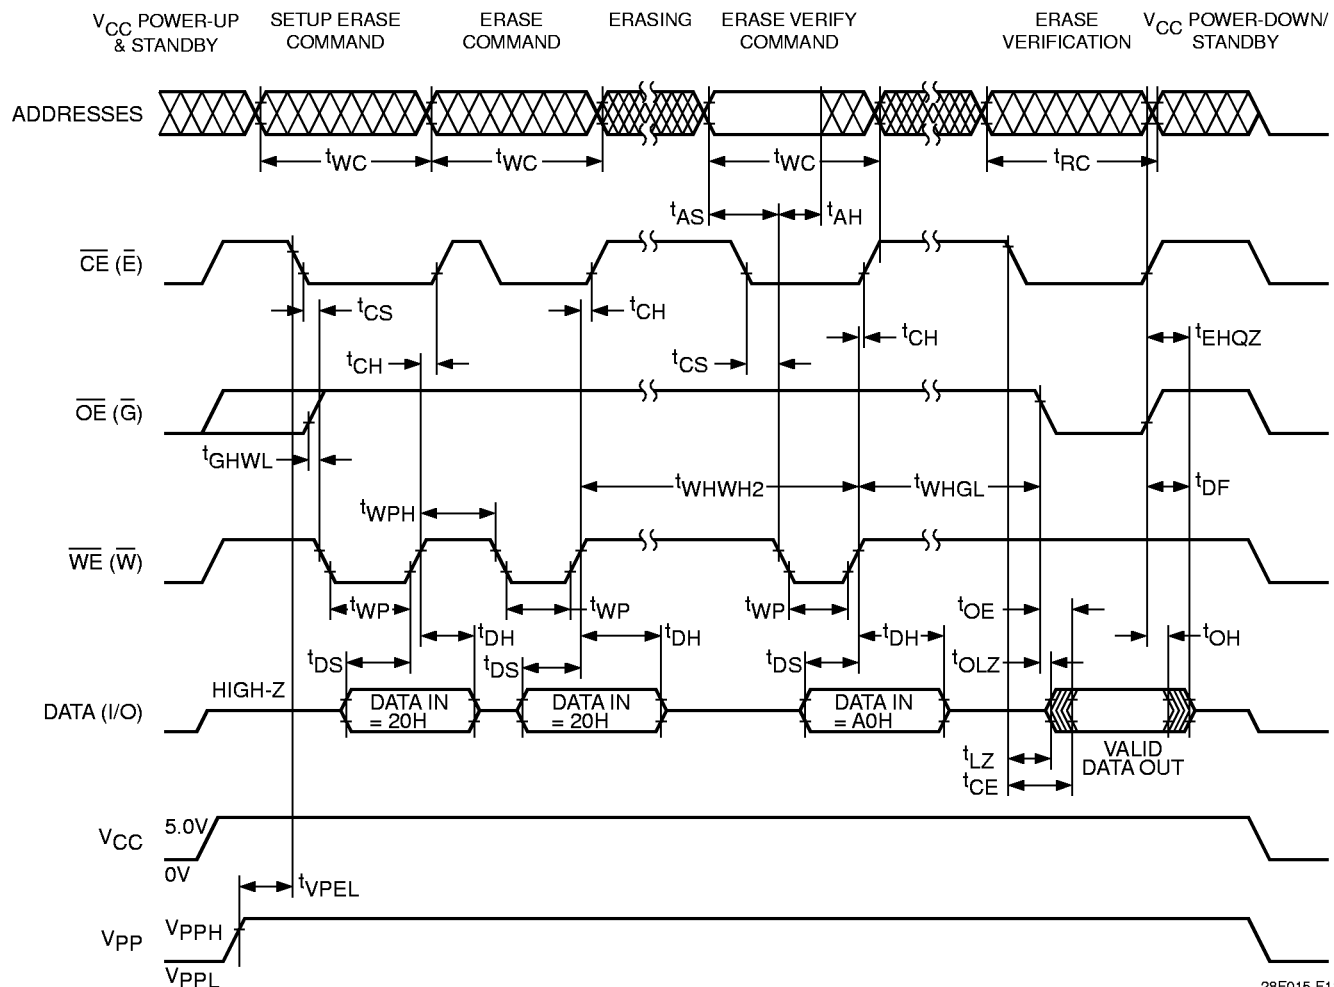 VCC POWER-UP & STANDBY
SETUP ERASE COMMAND
ERASE COMMAND
ERASING
ERASE VERIFY COMMAND
ERASE VERIFICATION
VCC POWER-DOWN/ STANDBY
ADDRESSES
tWC
tWC
tWC
tRC
tAS
tAH
CE (E)
tCS
tCH
tCH
tCS
tCH
tEHQZ
OE (G)
tGHWL
tWHWH2
tWHGL
tDF
tWPH
WE (W)
tWP
tWP
tWP
tOE
tDH
tDH
tDH
tOH
tDS
tDS
tDS
tOLZ
HIGH-Z
DATA (I/O)
DATA IN = 20H
DATA IN = 20H
DATA IN = A0H
VALID DATA OUT
tLZ
tCE
VCC
5.0V
0V
tVPEL
VPP
VPPH
VPPL